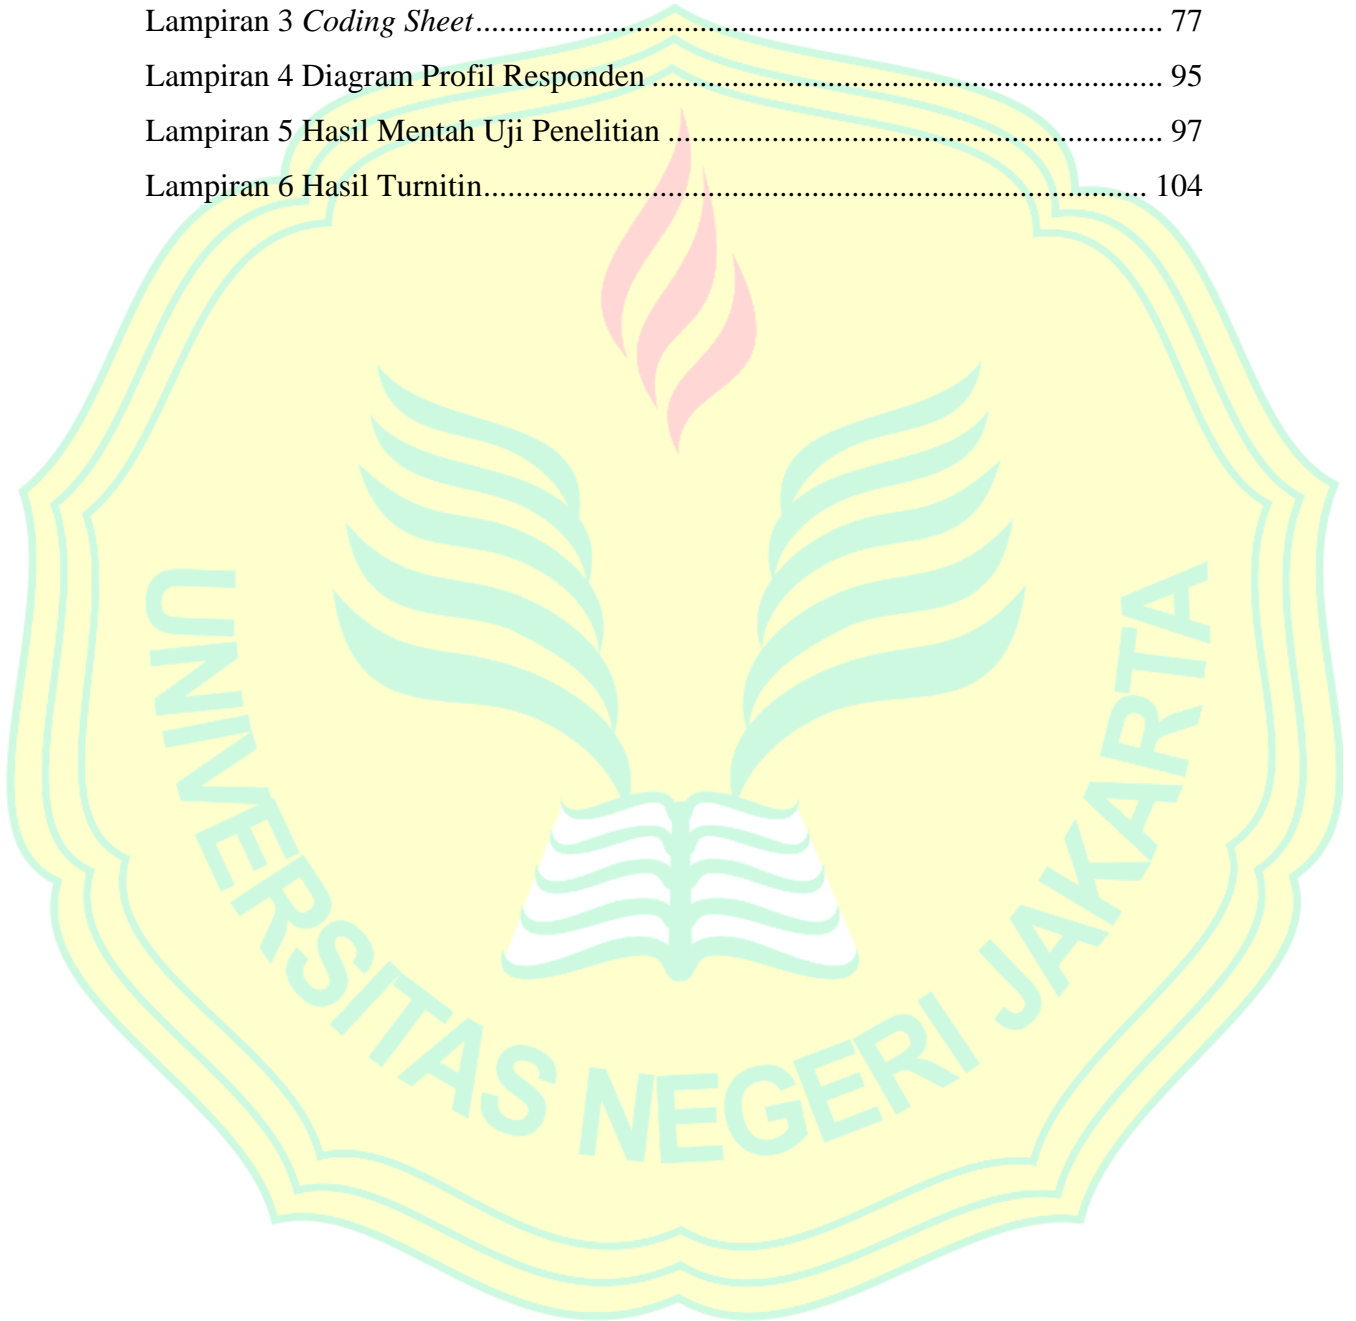 Lampiran 3 Coding Sheet..................................................................................... 77
Lampiran 4 Diagram Profil Responden ............................................................... 95
Lampiran 5 Hasil Mentah Uji Penelitian ............................................................. 97
Lampiran 6 Hasil Turnitin.................................................................................. 104
UNIVERSITAS NEGERI JAKARTA